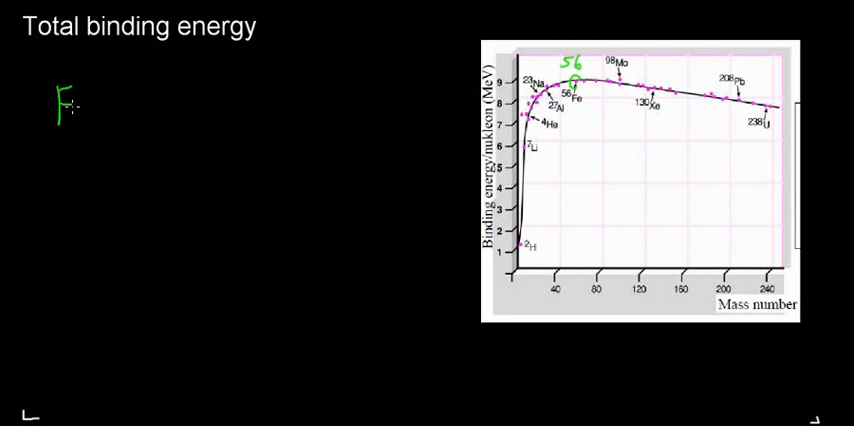 Total binding energy
F
56
Binding energy/nukleon (MeV)
9
8
7
6
5
4
3
2
1
23Na
98Mo
208Pb
56Fe
27Al
130Xe
4He
238U
7Li
2H
40 80 120 160 200 240
Mass number